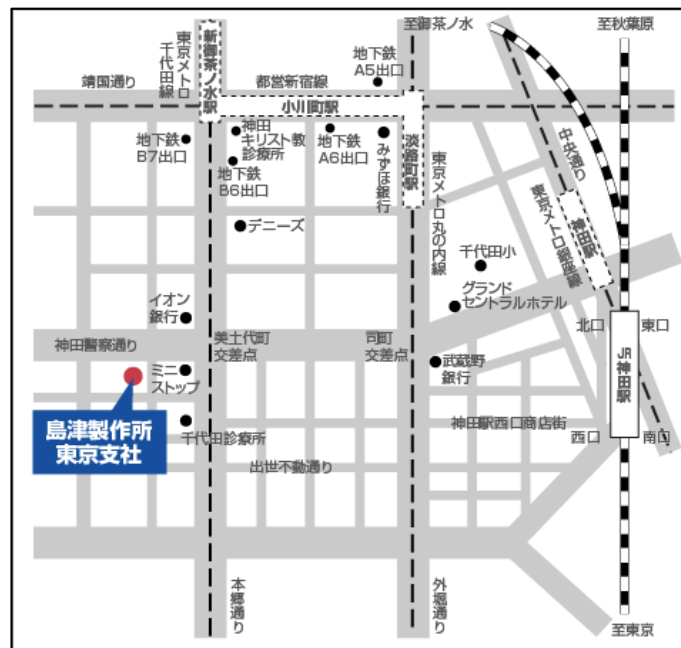 至御茶ノ水
至秋葉原
東京メトロ
千代田線
新御茶ノ水駅
地下鉄
A5出口
靖国通り
都営新宿線
小川町駅
地下鉄
B7出口
神田
キリスト教
診療所
地下鉄
A6出口
みずほ銀行
淡路町駅
地下鉄
B6出口
東京メトロ丸の内線
中央通り
東京メトロ銀座線
神田駅
デニーズ
千代田小
グランド
セントラルホテル
イオン
銀行
北口
東口
JR
神田駅
神田警察通り
美土代町
交差点
司町
交差点
ミニ
ストップ
武蔵野
銀行
島津製作所
東京支社
千代田診療所
神田駅西口商店街
西口
南口
出世不動通り
本郷通り
外堀通り
至東京